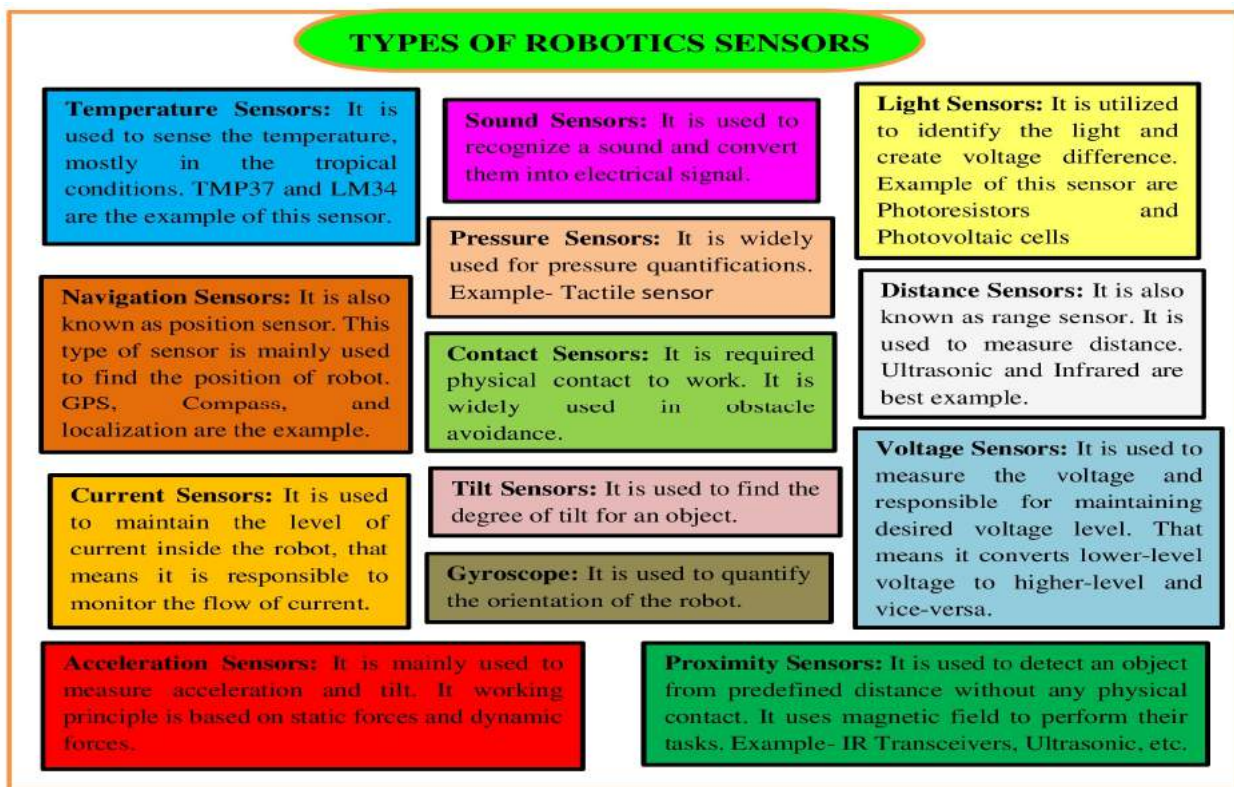 TYPES OF ROBOTICS SENSORS
Temperature Sensors: It is
used to sense the temperature,
mostly in the tropical
conditions. TMP37 and LM34
are the example of this sensor.
Sound Sensors: It is used to
recognize a sound and convert
them into electrical signal.
Light Sensors: It is utilized
to identify the light and
create voltage difference.
Example of this sensor are
Photoresistors and
Photovoltaic cells
Pressure Sensors: It is widely
used for pressure quantifications.
Example- Tactile sensor
Navigation Sensors: It is also
known as position sensor. This
type of sensor is mainly used
to find the position of robot.
GPS, Compass, and
localization are the example.
Contact Sensors: It is required
physical contact to work. It is
widely used in obstacle
avoidance.
Distance Sensors: It is also
known as range sensor. It is
used to measure distance.
Ultrasonic and Infrared are
best example.
Current Sensors: It is used
to maintain the level of
current inside the robot, that
means it is responsible to
monitor the flow of current.
Tilt Sensors: It is used to find the
degree of tilt for an object.
Gyroscope: It is used to quantify
the orientation of the robot.
Voltage Sensors: It is used to
measure the voltage and
responsible for maintaining
desired voltage level. That
means it converts lower-level
voltage to higher-level and
vice-versa.
Acceleration Sensors: It is mainly used to
measure acceleration and tilt. It working
principle is based on static forces and dynamic
forces.
Proximity Sensors: It is used to detect an object
from predefined distance without any physical
contact. It uses magnetic field to perform their
tasks. Example- IR Transceivers, Ultrasonic, etc.